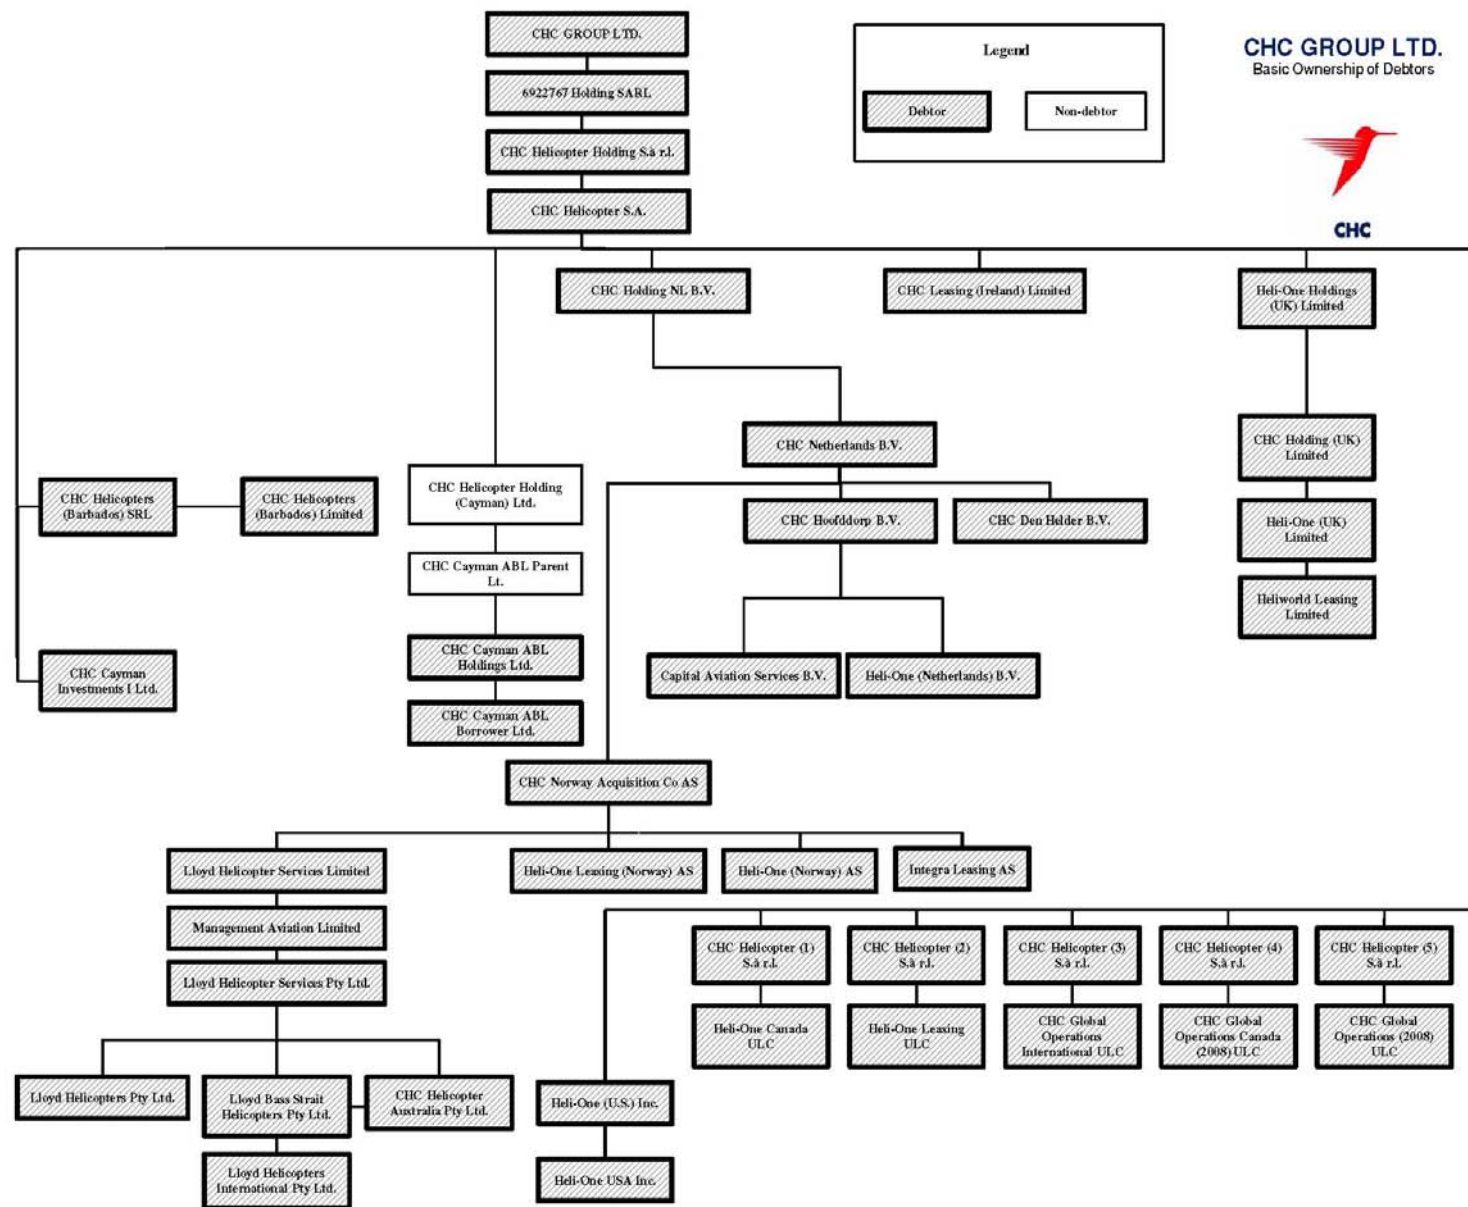 CHC GROUP LTD.
6922767 Holding SARL
CHC Helicopter Holding S.à r.l.
CHC Helicopter S.A.
Legend
Debtor
Non-debtor
CHC GROUP LTD.
Basic Ownership of Debtors
CHC
CHC Holding NL B.V.
CHC Leasing (Ireland) Limited
Heli-One Holdings
(UK) Limited
CHC Netherlands B.V.
CHC Holding (UK)
Limited
CHC Helicopters
(Barbados) SRL
CHC Helicopters
(Barbados) Limited
CHC Helicopter Holding
(Cayman) Ltd.
CHC Hoofddorp B.V.
CHC Den Helder B.V.
Heli-One (UK)
Limited
CHC Cayman ABL Parent
Lt.
Heliworld Leasing
Limited
CHC Cayman
Investments I Ltd.
CHC Cayman ABL
Holdings Ltd.
Capital Aviation Services B.V.
Heli-One (Netherlands) B.V.
CHC Cayman ABL
Borrower Ltd.
CHC Norway Acquisition Co AS
Lloyd Helicopter Services Limited
Heli-One Leasing (Norway) AS
Heli-One (Norway) AS
Integra Leasing AS
Management Aviation Limited
Lloyd Helicopter Services Pty Ltd.
CHC Helicopter (1)
S.à r.l.
CHC Helicopter (2)
S.à r.l.
CHC Helicopter (3)
S.à r.l.
CHC Helicopter (4)
S.à r.l.
CHC Helicopter (5)
S.à r.l.
Heli-One Canada
ULC
Heli-One Leasing
ULC
CHC Global
Operations
International ULC
CHC Global
Operations Canada
(2008) ULC
CHC Global
Operations (2008)
ULC
Lloyd Helicopters Pty Ltd.
Lloyd Bass Strait
Helicopters Pty Ltd.
CHC Helicopter
Australia Pty Ltd.
Heli-One (U.S.) Inc.
Lloyd Helicopters
International Pty Ltd.
Heli-One USA Inc.